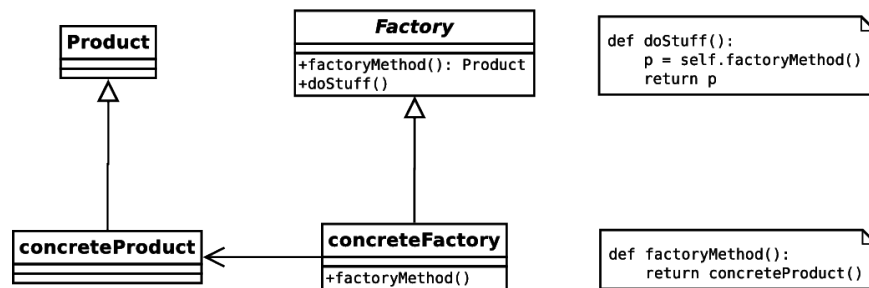 Product
Factory
+factoryMethod(): Product
+doStuff()
def doStuff():
    p = self.factoryMethod()
    return p
concreteProduct
concreteFactory
+factoryMethod()
def factoryMethod():
    return concreteProduct()